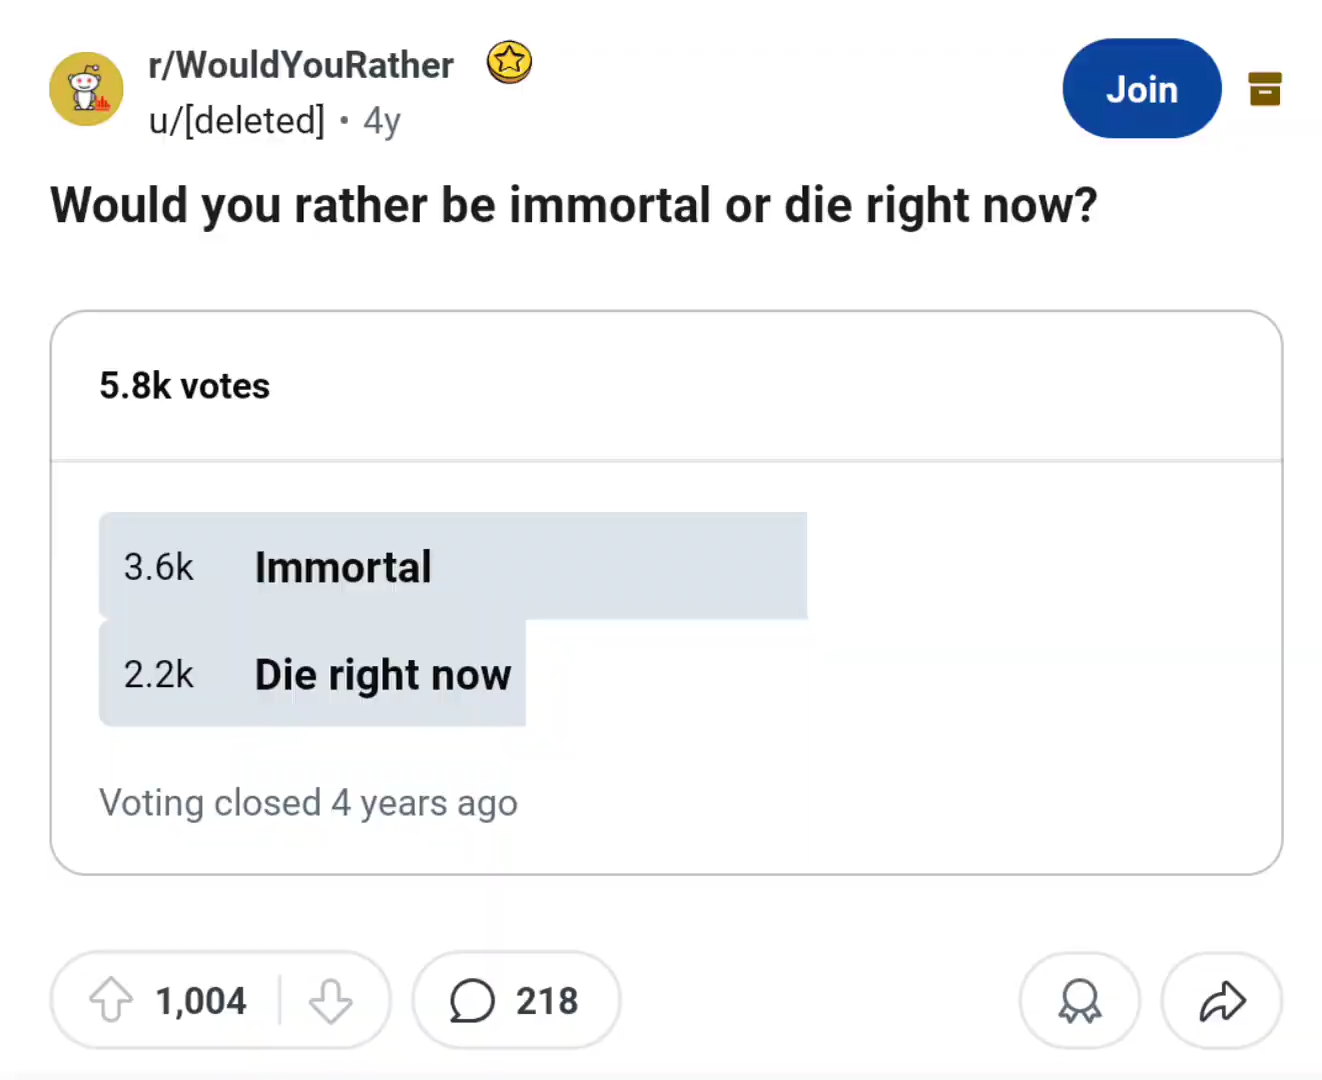 r/WouldYouRather
u/[deleted] • 4y
Join
Would you rather be immortal or die right now?
5.8k votes
3.6k Immortal
2.2k Die right now
Voting closed 4 years ago
1,004
218